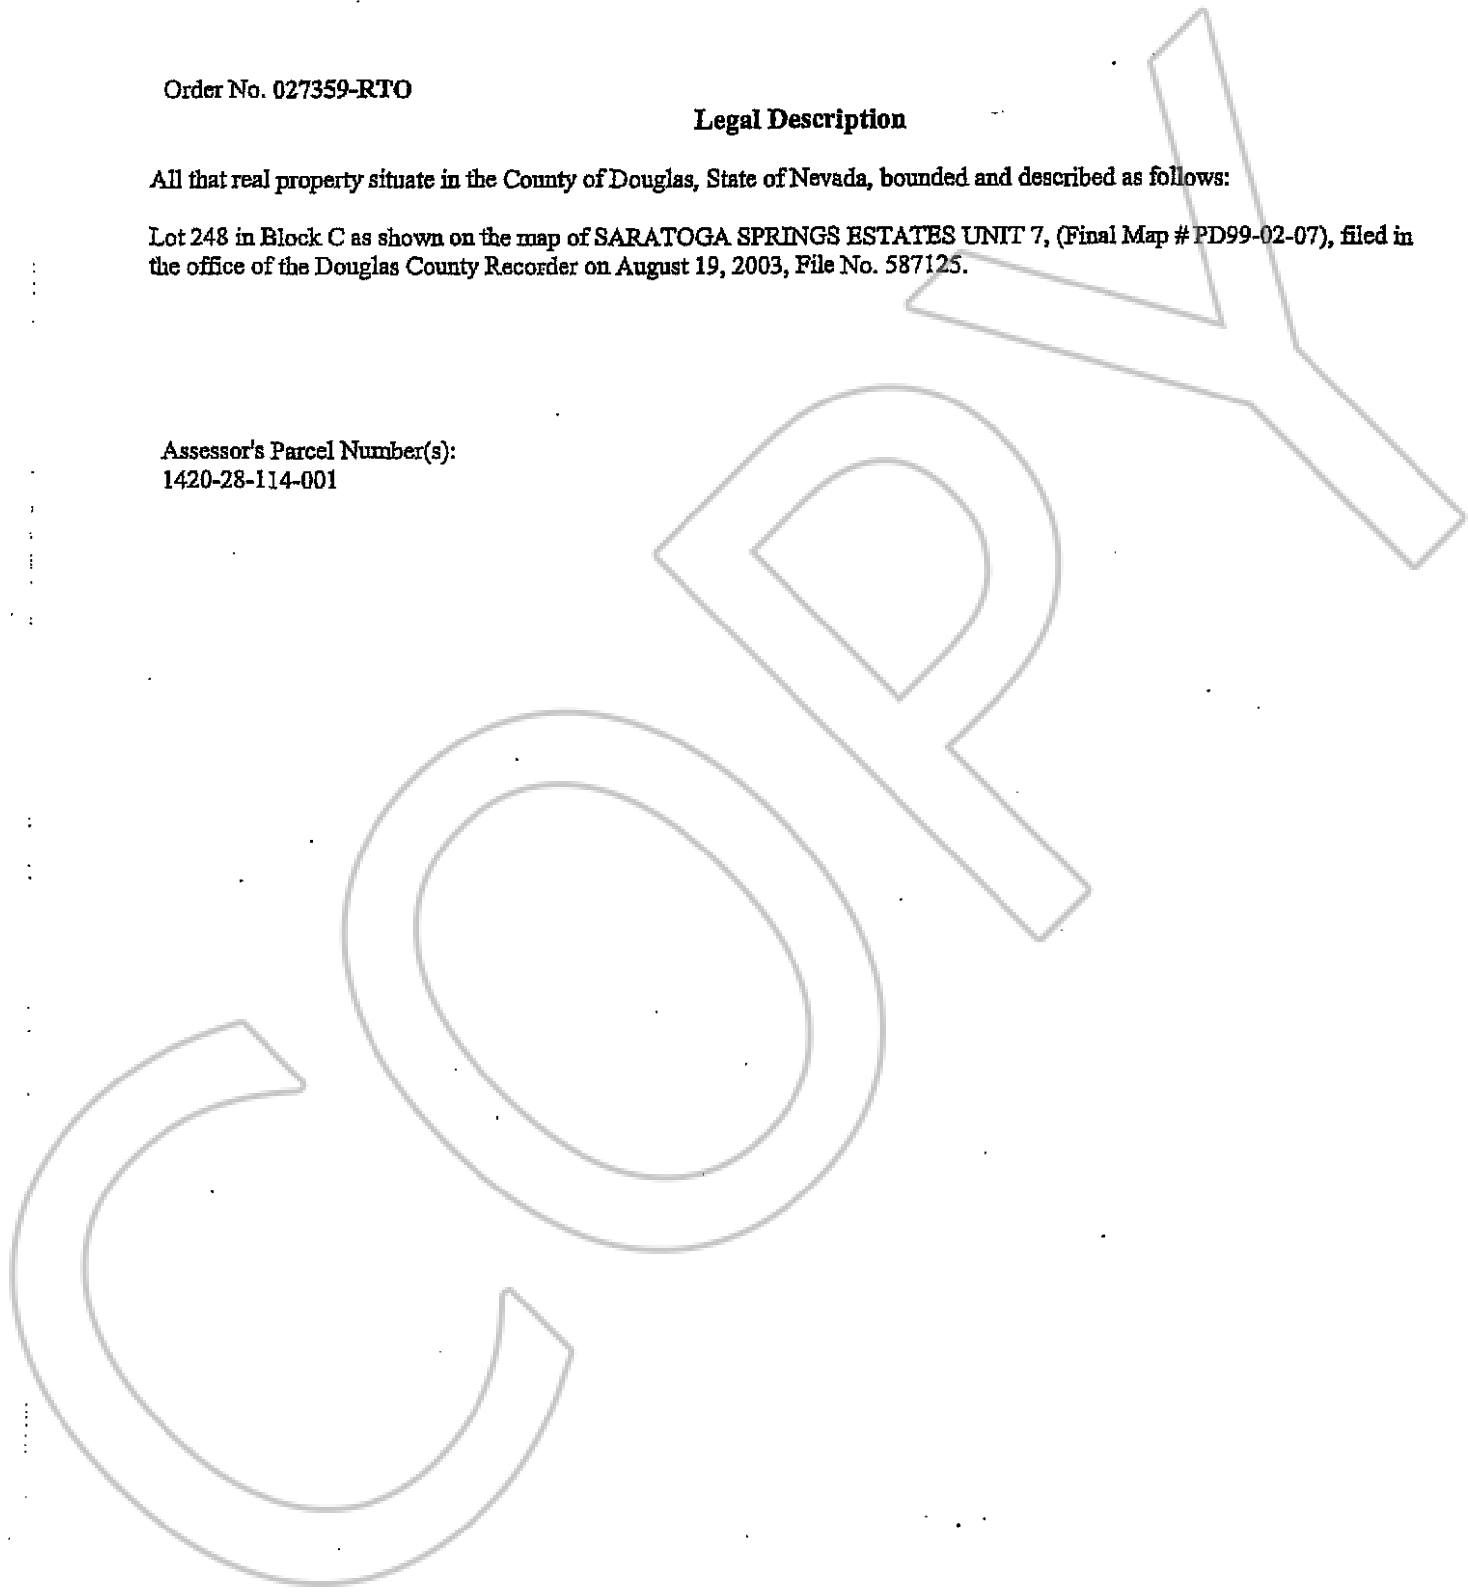 Order No. 027359-RTO
Legal Description
All that real property situate in the County of Douglas, State of Nevada, bounded and described as follows:
Lot 248 in Block C as shown on the map of SARATOGA SPRINGS ESTATES UNIT 7, (Final Map # PD99-02-07), filed in
the office of the Douglas County Recorder on August 19, 2003, File No. 587125.
Assessor's Parcel Number(s):
1420-28-114-001
COPY